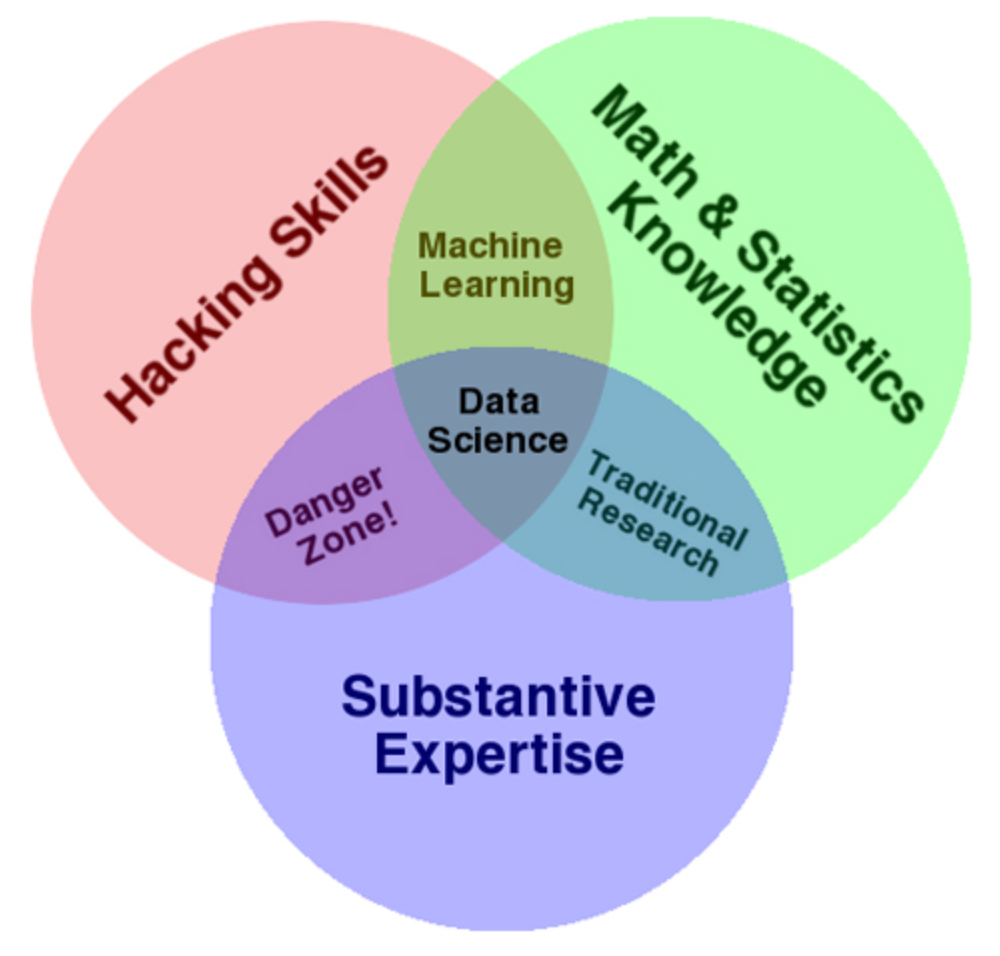 Hacking Skills
Math & Statistics
Knowledge
Machine
Learning
Data
Science
Danger
Zone!
Traditional
Research
Substantive
Expertise